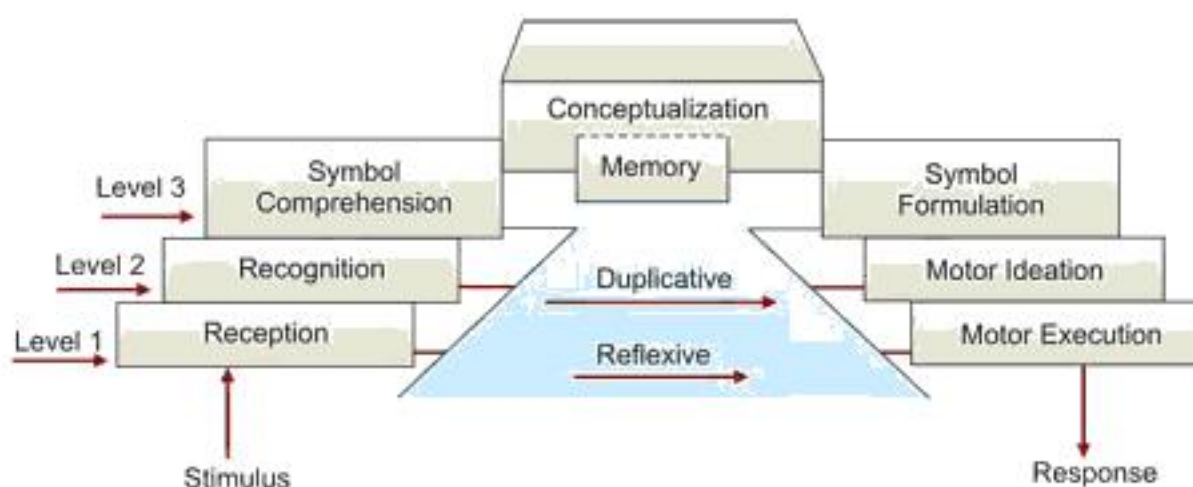 Conceptualization
Memory
Level 3
Symbol
Comprehension
Symbol
Formulation
Level 2
Recognition
Duplicative
Motor Ideation
Level 1
Reception
Reflexive
Motor Execution
Stimulus
Response